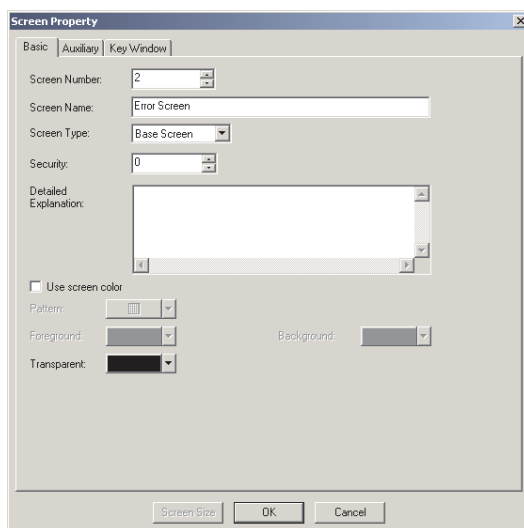 Screen Property
Basic Auxiliary Key Window
Screen Number: 2
Screen Name: Error Screen
Screen Type: Base Screen
Security: 0
Detailed
Explanation:
Use screen color
Pattern:
Foreground: Background:
Transparent:
Screen Size OK Cancel